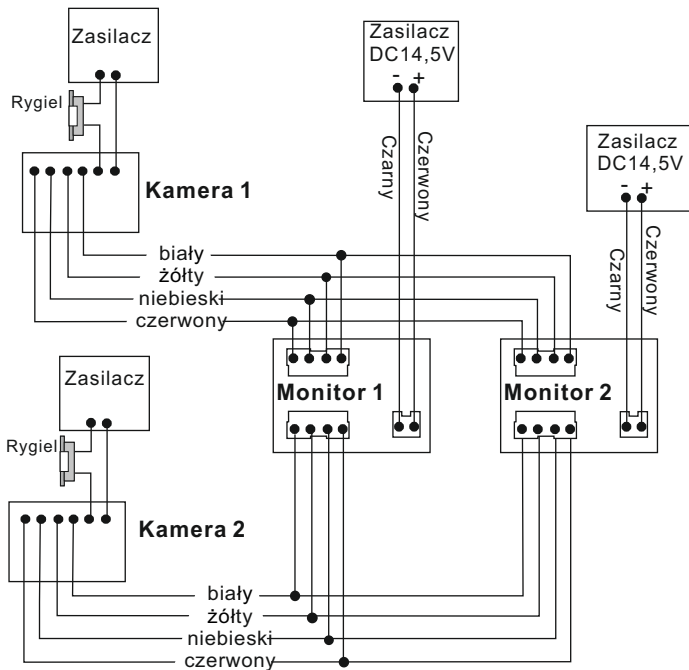 Zasilacz
Rygiel
Kamera 1
Zasilacz
DC14,5V
- +
Czarny
Czerwony
Zasilacz
DC14,5V
- +
Czarny
Czerwony
biały
żółty
niebieski
czerwony
Monitor 1
Monitor 2
Zasilacz
Rygiel
Kamera 2
biały
żółty
niebieski
czerwony